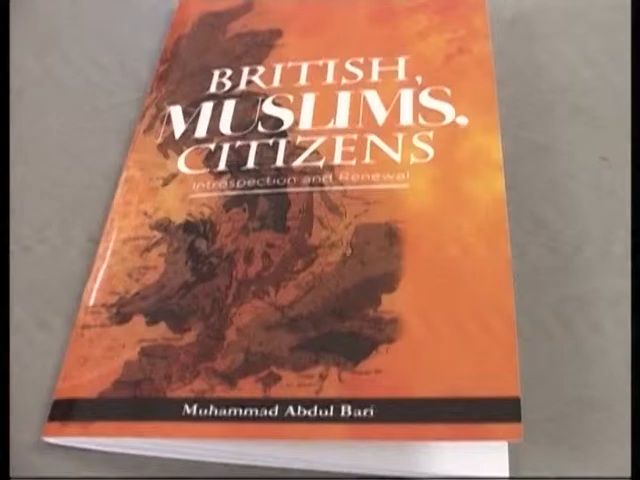 BRITISH,
MUSLIMS,
CITIZENS
Introspection and Renewal
Muhammad Abdul Bari